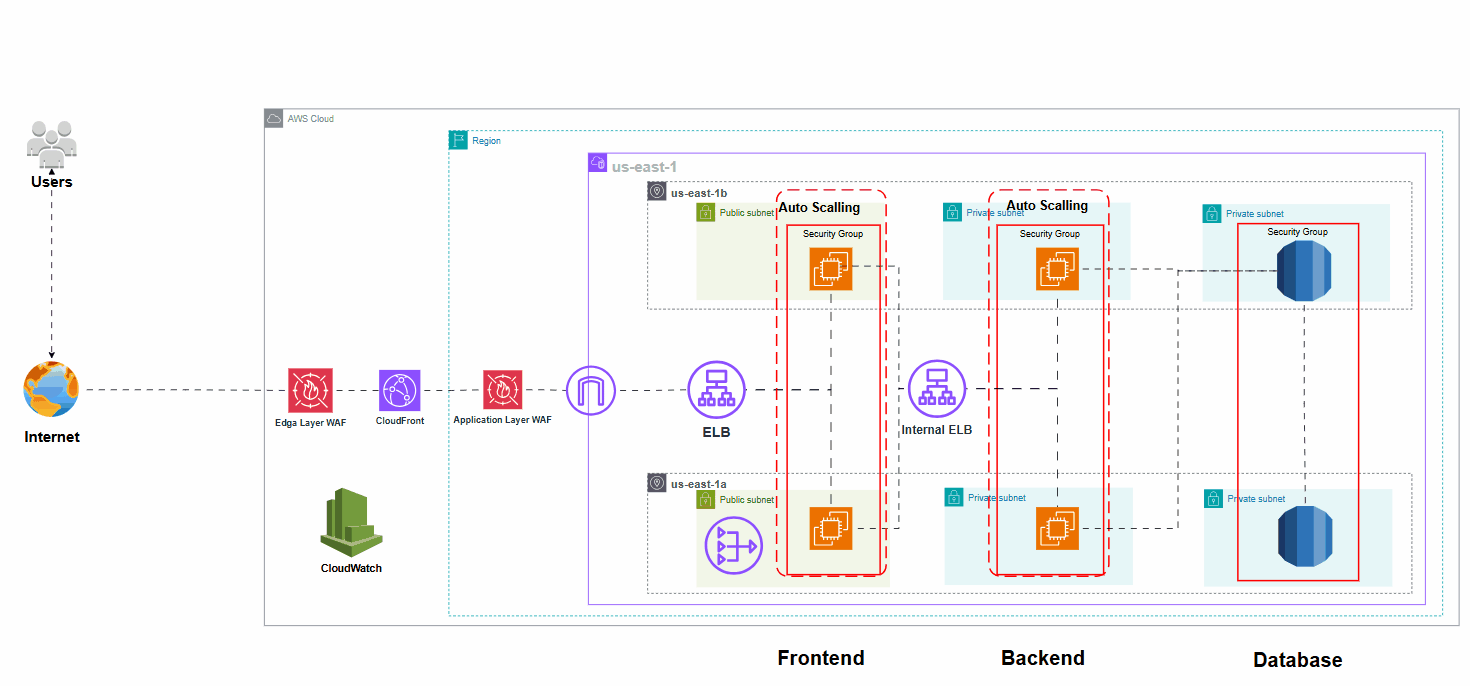 AWS Cloud
Users
Region
us-east-1
us-east-1b
Public subnet
Auto Scalling
Security Group
Private subnet
Auto Scalling
Security Group
Private subnet
Security Group
Internet
Edga Layer WAF
CloudFront
Application Layer WAF
ELB
Internal ELB
us-east-1a
Public subnet
Private subnet
Private subnet
CloudWatch
Frontend
Backend
Database